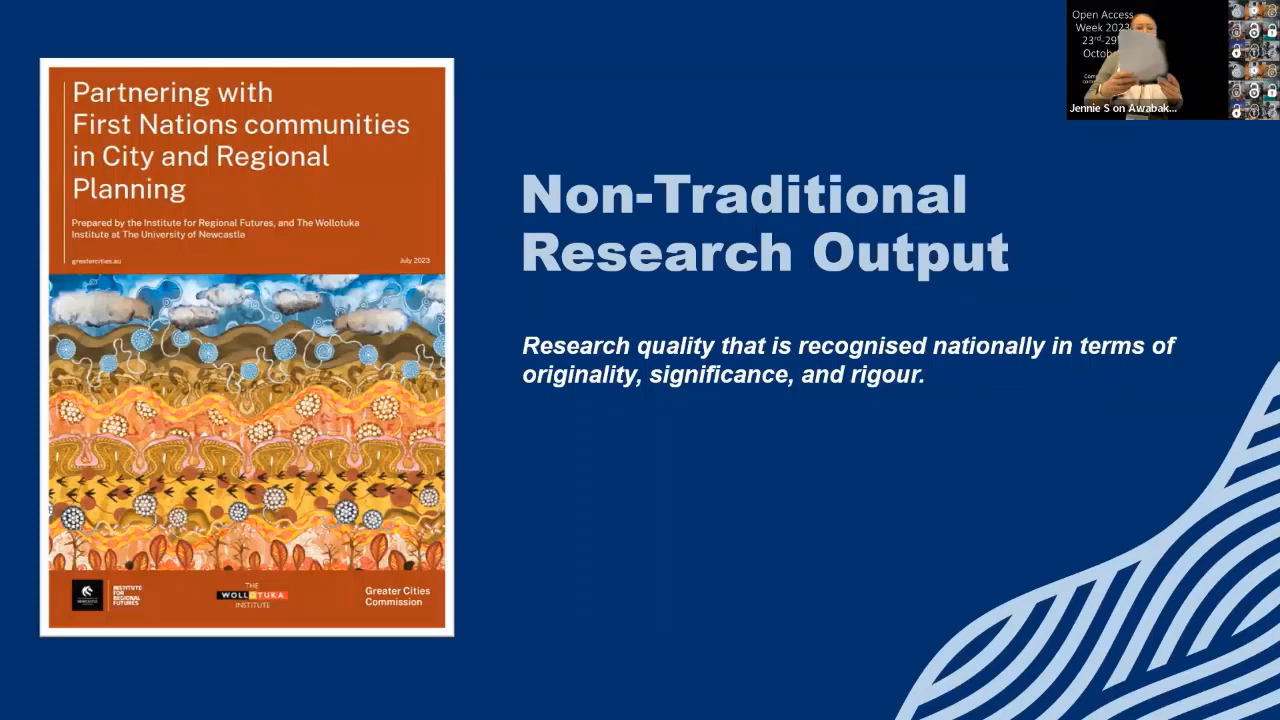 Partnering with
First Nations communities
in City and Regional
Planning
Prepared by the Institute for Regional Futures, and The Wollotuka
Institute at The University of Newcastle
greatercities.au
July 2023
INSTITUTE
FOR
REGIONAL
FUTURES
THE
WOLLOTUKA
INSTITUTE
Greater Cities
Commission
Non-Traditional
Research Output
Research quality that is recognised nationally in terms of
originality, significance, and rigour.
Open Access
Week 2023
23rd-29
Octob
Jennie S on Awabak...